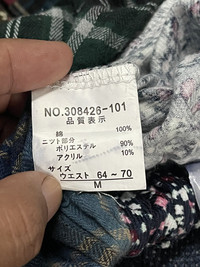 NO.308426-101
品質表示
綿 100%
ニット部分
ポリエステル 90%
アクリル 10%
サイズ
ウエスト 64~70
M